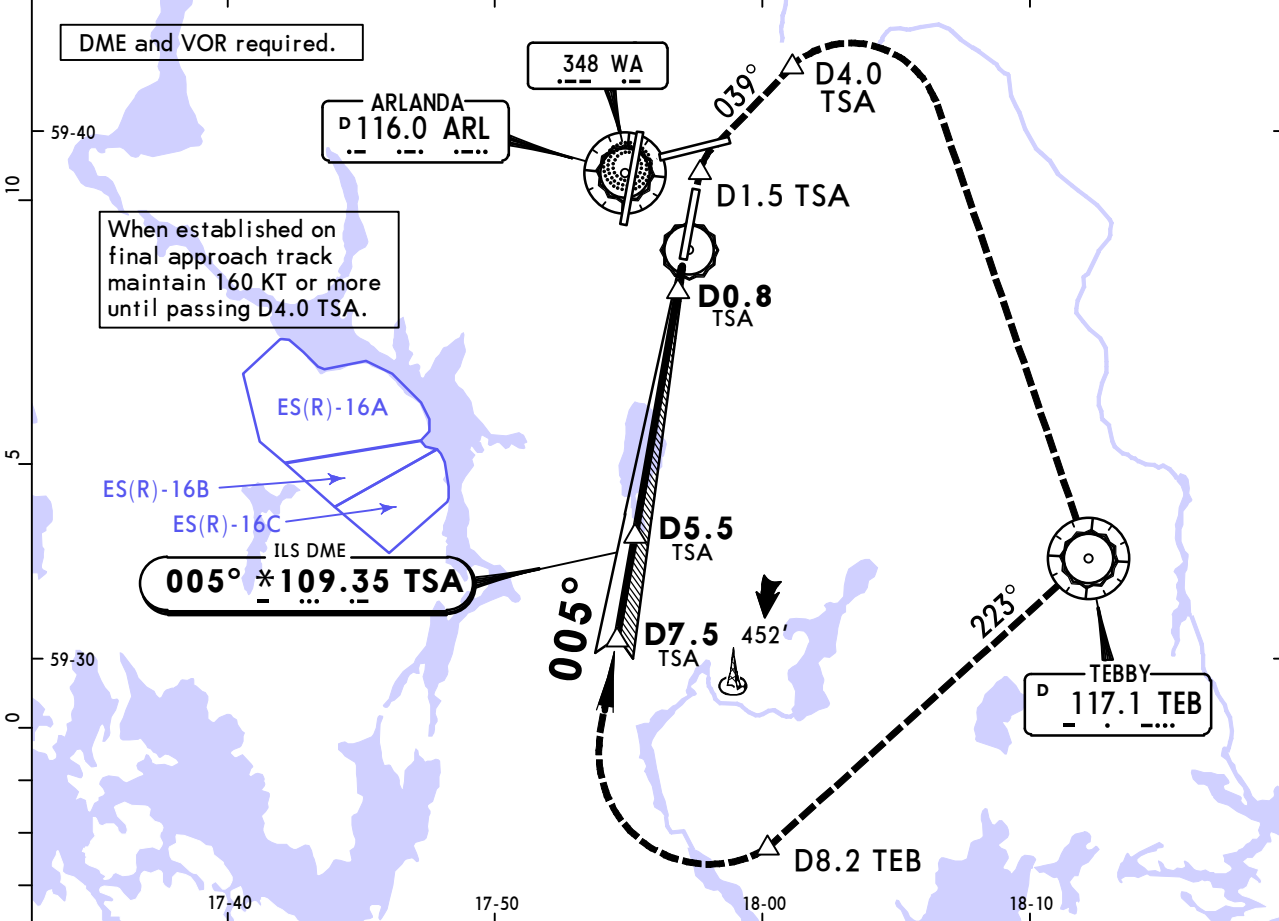 DME and VOR required.
348 WA
ARLANDA
D 116.0 ARL
039°
D4.0
TSA
59-40
10
D1.5 TSA
When established on
final approach track
maintain 160 KT or more
until passing D4.0 TSA.
D0.8
TSA
ES(R)-16A
5
ES(R)-16B
ES(R)-16C
D5.5
TSA
ILS DME
005° *109.35 TSA
005°
D7.5
TSA
452'
223°
59-30
TEBBY
D 117.1 TEB
0
D8.2 TEB
17-40
17-50
18-00
18-10